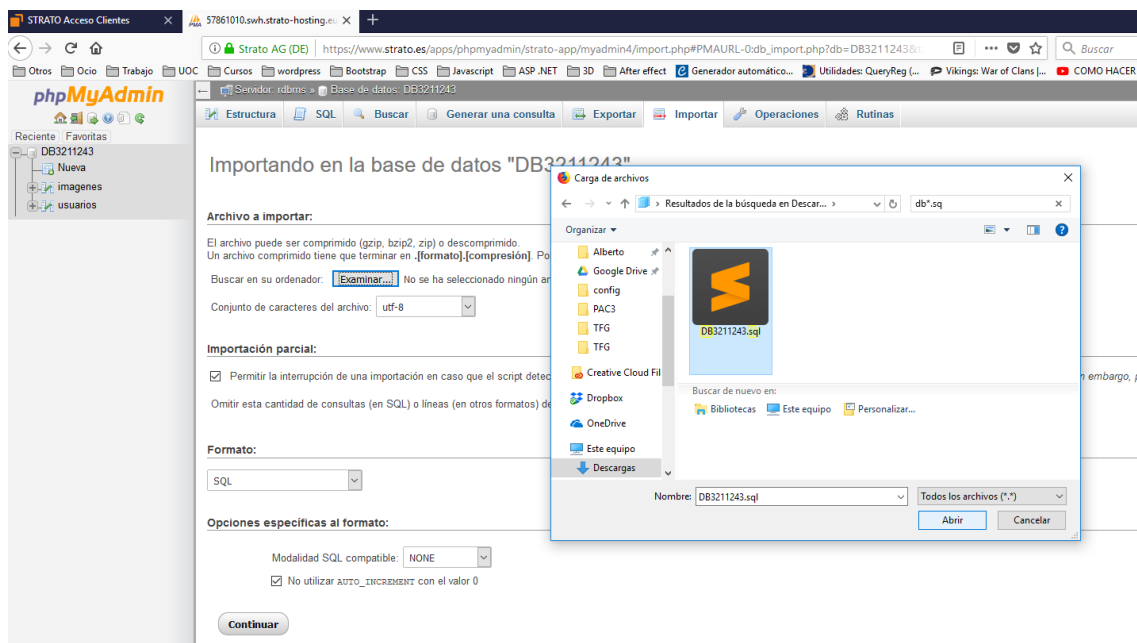 STRATO Acceso Clientes
57861010.swh.strato-hosting.eu
Strato AG (DE) https://www.strato.es/apps/phpmyadmin/strato-app/myadmin4/import.php#PMAURL-0:db_import.php?db=DB3211243&
Buscar
Otros Ocio Trabajo UOC Cursos wordpress Bootstrap CSS Javascript ASP .NET 3D After effect Generador automático... Utilidades: QueryReg (... Vikings: War of Clans |... COMO HACER
phpMyAdmin
Servidor: rdbms » Base de datos: DB3211243
Estructura SQL Buscar Generar una consulta Exportar Importar Operaciones Rutinas
Reciente Favoritas
DB3211243
Nueva
imagenes
usuarios
Importando en la base de datos "DB3211243"
Archivo a importar:
El archivo puede ser comprimido (gzip, bzip2, zip) o descomprimido.
Un archivo comprimido tiene que terminar en .[formato].[compresión]. Po
Buscar en su ordenador: Examinar... No se ha seleccionado ningún ar
Conjunto de caracteres del archivo: utf-8
Importación parcial:
Permitir la interrupción de una importación en caso que el script detec
n embargo, p
Omitir esta cantidad de consultas (en SQL) o líneas (en otros formatos) de
Formato:
SQL
Opciones específicas al formato:
Modalidad SQL compatible: NONE
No utilizar AUTO_INCREMENT con el valor 0
Continuar
Carga de archivos
Resultados de la búsqueda en Descar...
db*.sq
Organizar
Alberto
Google Drive
config
PAC3
TFG
TFG
Creative Cloud Fil
Dropbox
OneDrive
Este equipo
Descargas
DB3211243.sql
Buscar de nuevo en:
Bibliotecas Este equipo Personalizar...
Nombre: DB3211243.sql
Todos los archivos (*.*)
Abrir Cancelar